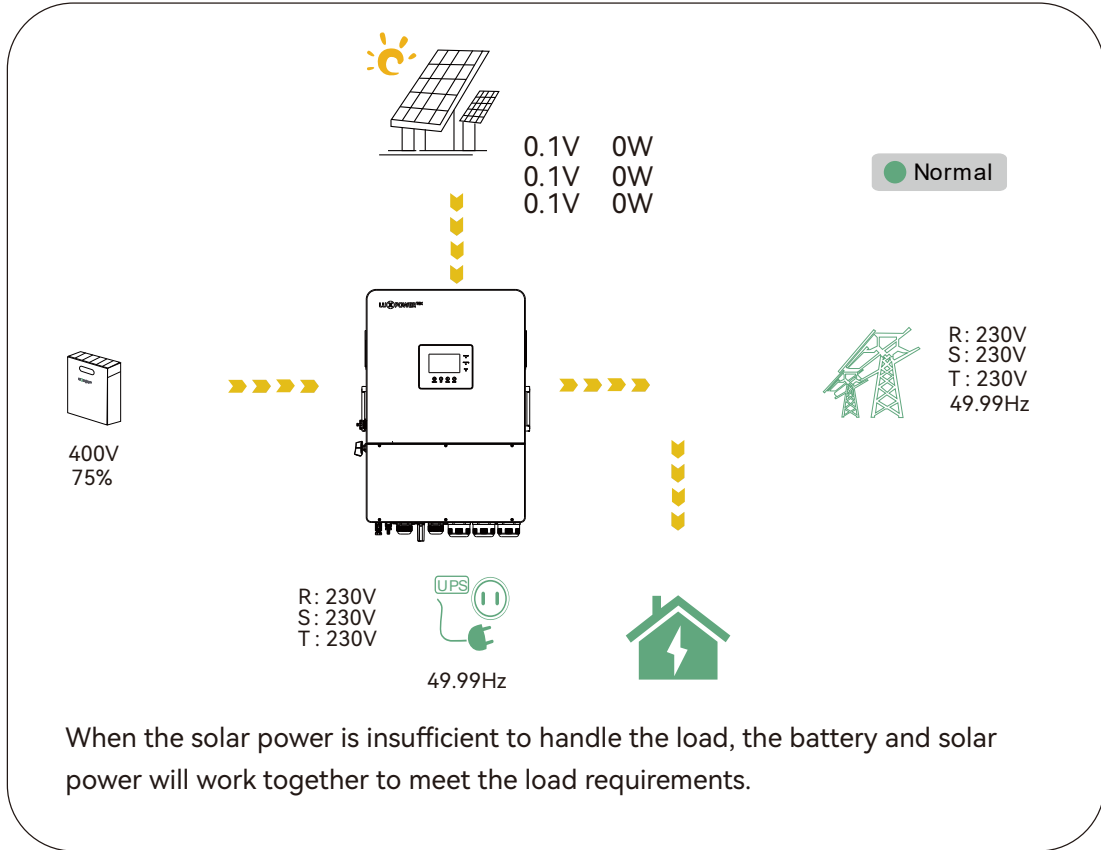 0.1V 0W
0.1V 0W
0.1V 0W
Normal
LUXPOWER
R: 230V
S: 230V
T: 230V
49.99Hz
400V
75%
R: 230V
S: 230V
T: 230V
UPS
49.99Hz
When the solar power is insufficient to handle the load, the battery and solar
power will work together to meet the load requirements.